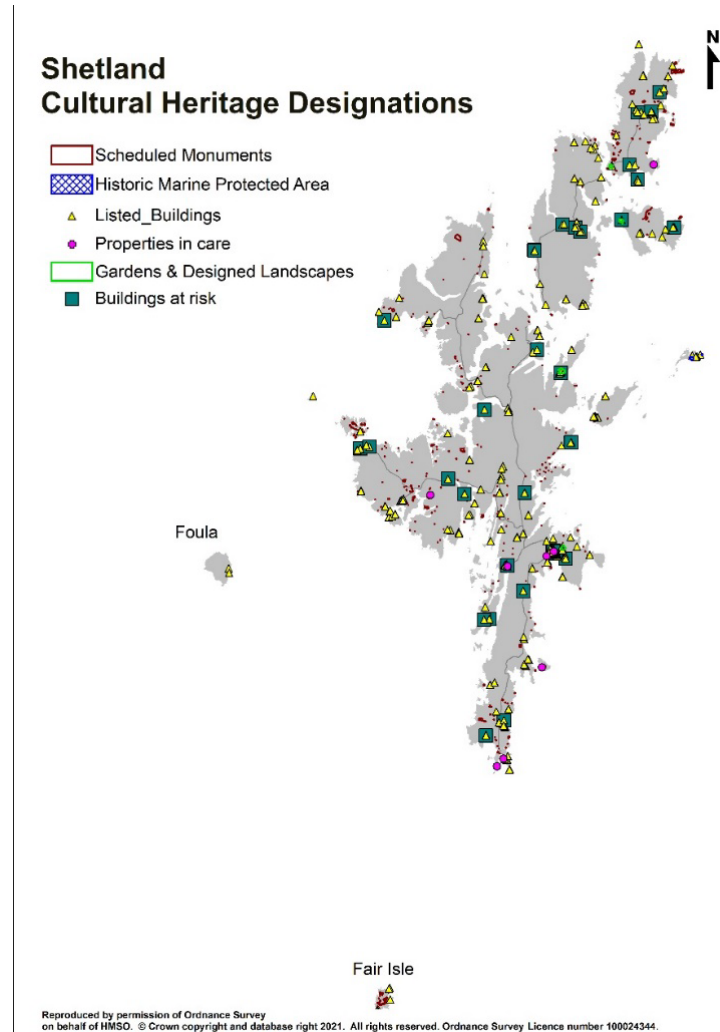 N
Shetland
Cultural Heritage Designations
Scheduled Monuments
Historic Marine Protected Area
Listed_Buildings
Properties in care
Gardens & Designed Landscapes
Buildings at risk
Foula
Fair Isle
Reproduced by permission of Ordnance Survey
on behalf of HMSO. © Crown copyright and database right 2021. All rights reserved. Ordnance Survey Licence number 100024344.